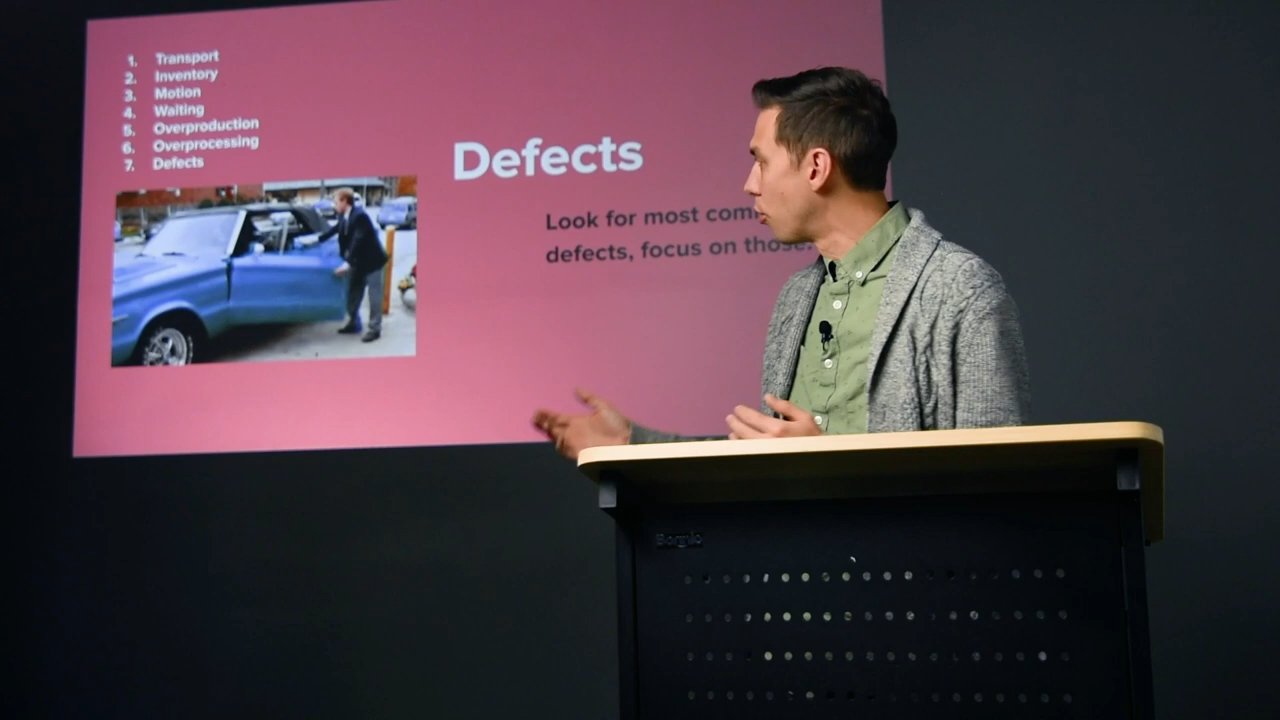 1. Transport
2. Inventory
3. Motion
4. Waiting
5. Overproduction
6. Overprocessing
7. Defects
Defects
Look for most com
defects, focus on those.